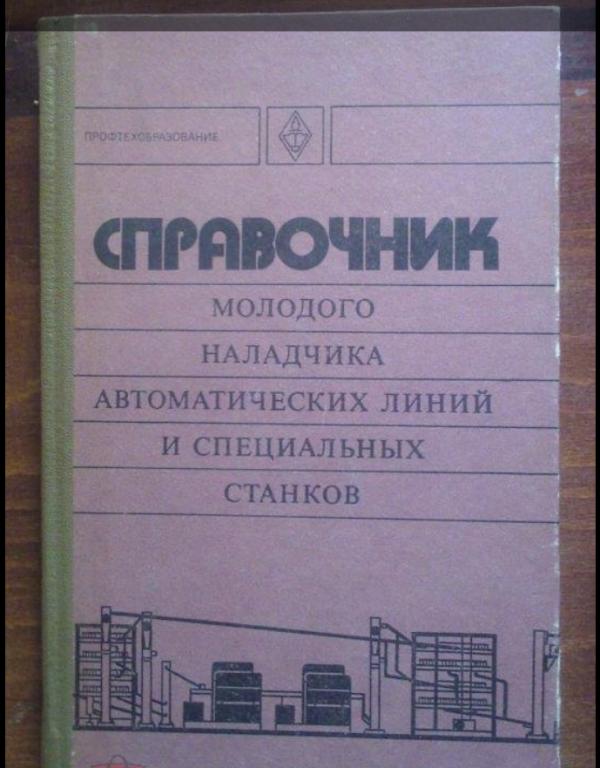 ПРОФТЕХОБРАЗОВАНИЕ
СПРАВОЧНИК
МОЛОДОГО
НАЛАДЧИКА
АВТОМАТИЧЕСКИХ ЛИНИЙ
И СПЕЦИАЛЬНЫХ
СТАНКОВ